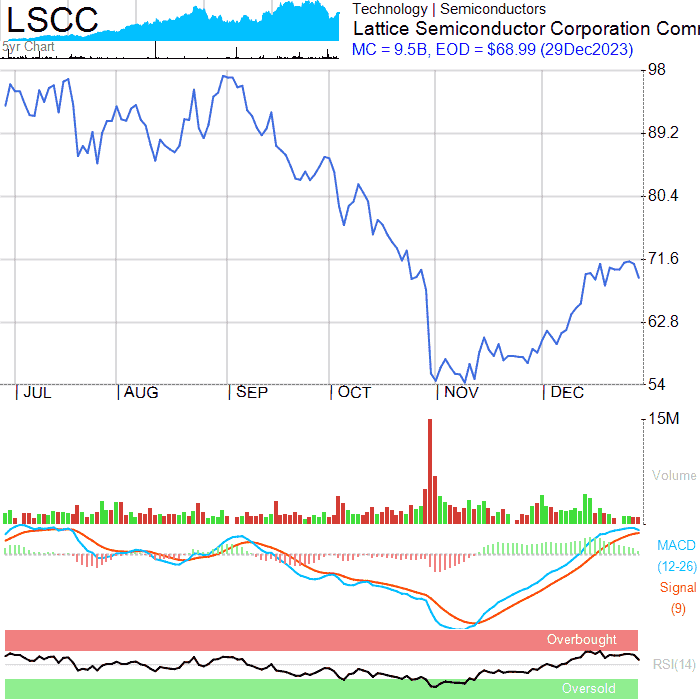 LSCC
5yr Chart
Technology | Semiconductors
Lattice Semiconductor Corporation Comm
MC = 9.5B, EOD = $68.99 (29Dec2023)
98
89.2
80.4
71.6
62.8
54
JUL AUG SEP OCT NOV DEC
15M
Volume
MACD
(12-26)
Signal
(9)
Overbought
RSI(14)
Oversold